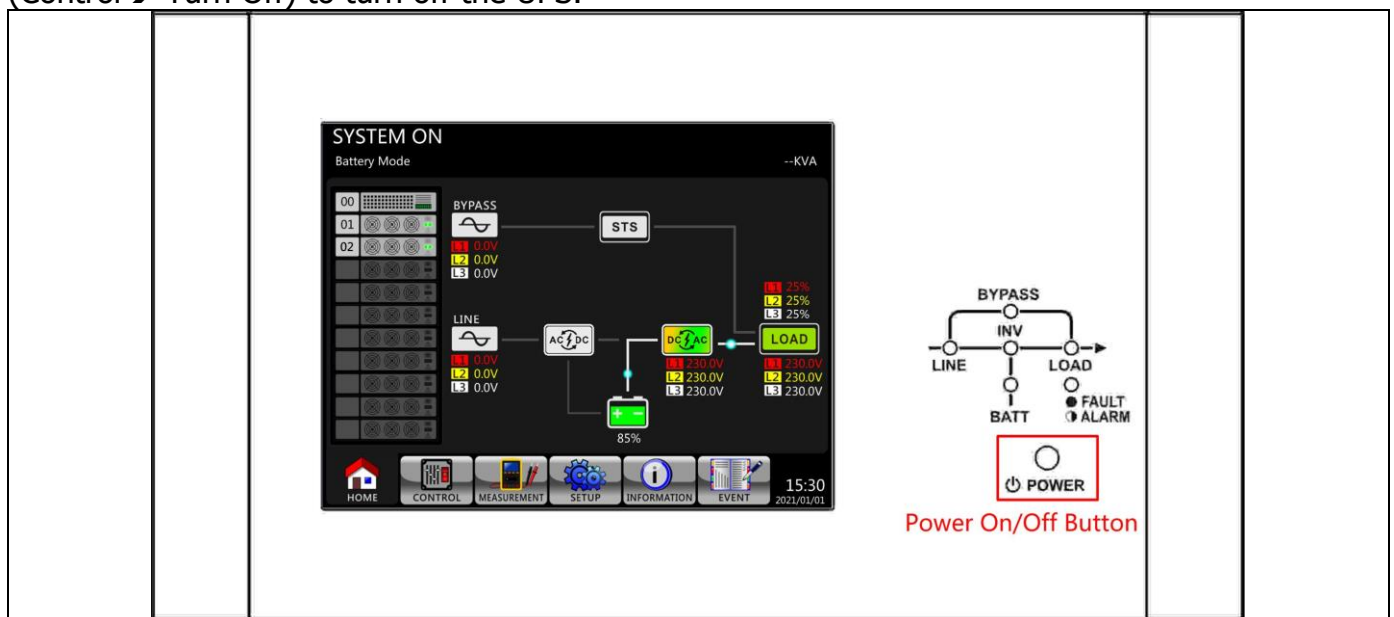 (Control → Turn Off) to turn off the UPS.
SYSTEM ON
Battery Mode
--KVA
00
01
02
BYPASS
STS
L1 0.0V
L2 0.0V
L3 0.0V
L1 25%
L2 25%
L3 25%
LINE
AC DC
DC AC
LOAD
L1 0.0V
L2 0.0V
L3 0.0V
L1 230.0V
L2 230.0V
L3 230.0V
L1 230.0V
L2 230.0V
L3 230.0V
+ −
85%
HOME
CONTROL
MEASUREMENT
SETUP
INFORMATION
EVENT
15:30
2021/01/01
BYPASS
INV
LINE
LOAD
BATT
● FAULT
◑ ALARM
⏻ POWER
Power On/Off Button